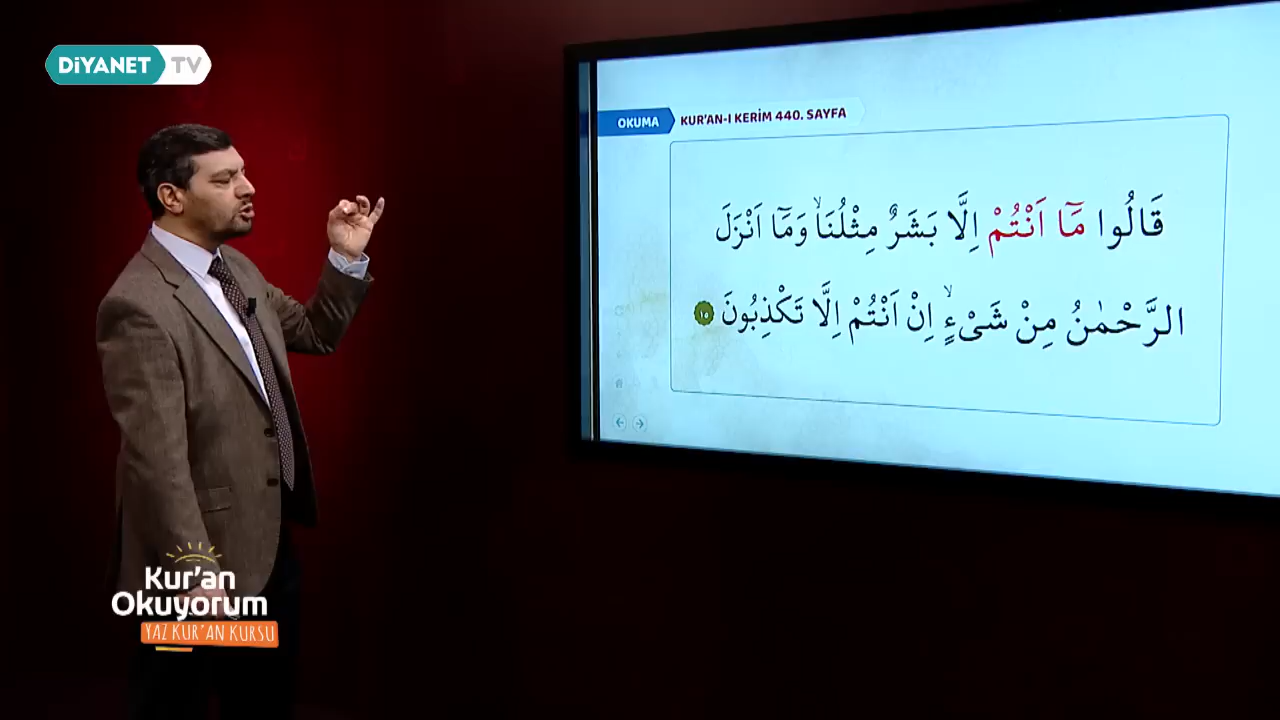 DİYANET TV
OKUMA
KUR'AN-I KERİM 440. SAYFA
قَالُوا مَٓا اَنْتُمْ اِلَّا بَشَرٌ مِثْلُنَاۙ وَمَٓا اَنْزَلَ
الرَّحْمٰنُ مِنْ شَیْءٍۙ اِنْ اَنْتُمْ اِلَّا تَكْذِبُونَ ١٥
Kur'an
Okuyorum
YAZ KUR'AN KURSU